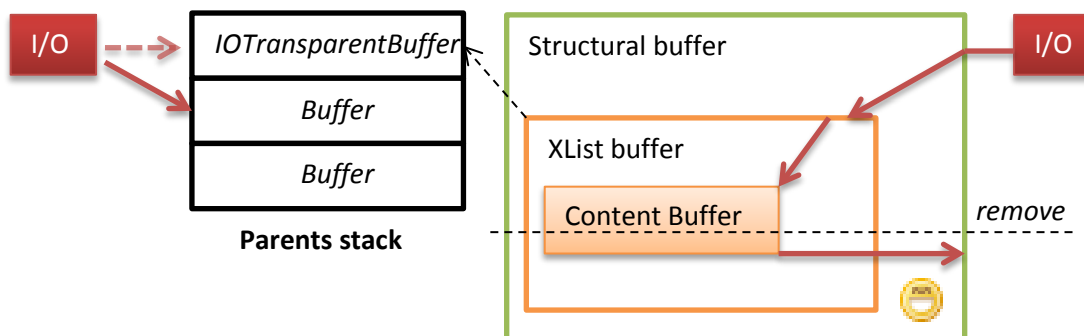 I/O
IOTransparentBuffer
Buffer
Buffer
Parents stack
Structural buffer
I/O
XList buffer
Content Buffer
remove